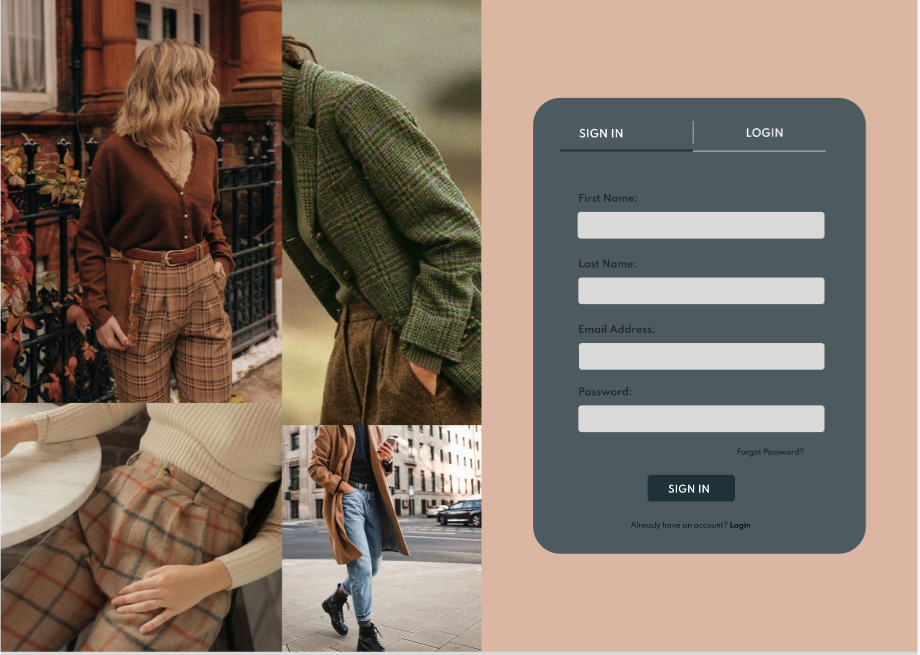 SIGN IN
LOGIN
First Name:
Last Name:
Email Address:
Password:
Forgot Password?
SIGN IN
Already have an account? Login